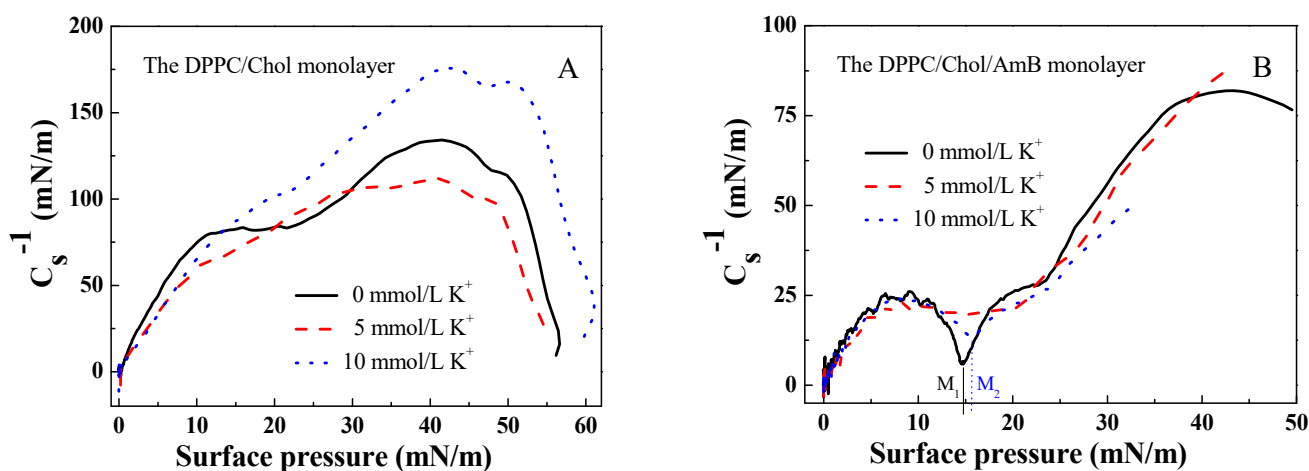 200
150
100
50
0
C_s^-1 (mN/m)
The DPPC/Chol monolayer
A
0 mmol/L K⁺
5 mmol/L K⁺
10 mmol/L K⁺
0 10 20 30 40 50 60
Surface pressure (mN/m)
100
75
50
25
0
C_s^-1 (mN/m)
The DPPC/Chol/AmB monolayer
B
0 mmol/L K⁺
5 mmol/L K⁺
10 mmol/L K⁺
M₁ M₂
0 10 20 30 40 50
Surface pressure (mN/m)